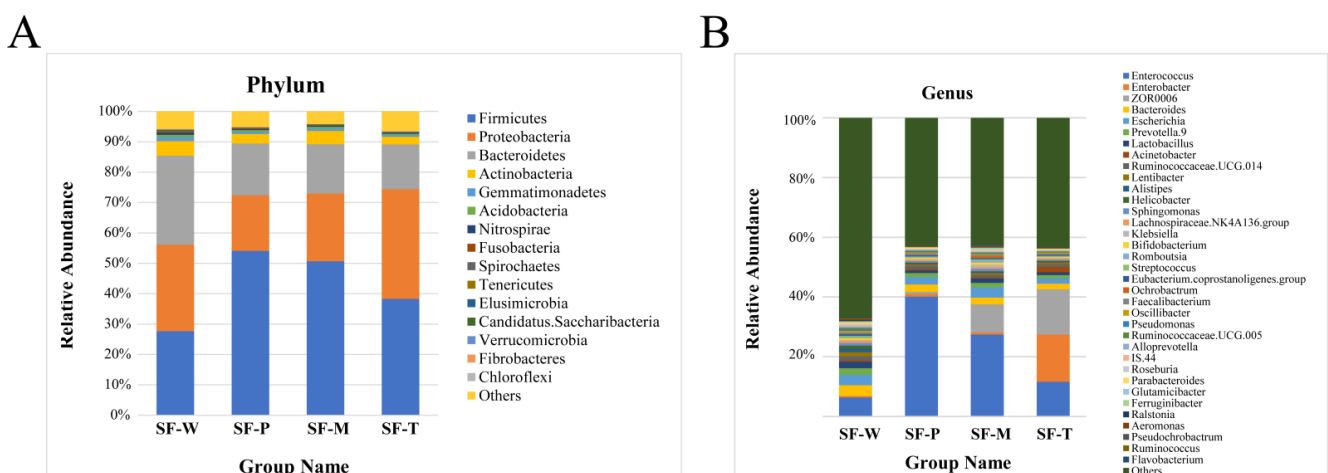 A
Phylum
100%
90%
80%
70%
60%
50%
40%
30%
20%
10%
0%
Relative Abundance
SF-W SF-P SF-M SF-T
Group Name
Firmicutes
Proteobacteria
Bacteroidetes
Actinobacteria
Gemmatimonadetes
Acidobacteria
Nitrospirae
Fusobacteria
Spirochaetes
Tenericutes
Elusimicrobia
Candidatus.Saccharibacteria
Verrucomicrobia
Fibrobacteres
Chloroflexi
Others
B
Genus
100%
80%
60%
40%
20%
Relative Abundance
SF-W SF-P SF-M SF-T
Group Name
Enterococcus
Enterobacter
ZOR0006
Bacteroides
Escherichia
Prevotella.9
Lactobacillus
Acinetobacter
Ruminococcaceae.UCG.014
Lentibacter
Alistipes
Helicobacter
Sphingomonas
Lachnospiraceae.NK4A136.group
Klebsiella
Bifidobacterium
Romboutsia
Streptococcus
Eubacterium.coprostanoligenes.group
Ochrobactrum
Faecalibacterium
Oscillibacter
Pseudomonas
Ruminococcaceae.UCG.005
Alloprevotella
IS.44
Roseburia
Parabacteroides
Glutamicibacter
Ferruginibacter
Ralstonia
Aeromonas
Pseudochrobactrum
Ruminococcus
Flavobacterium
Others